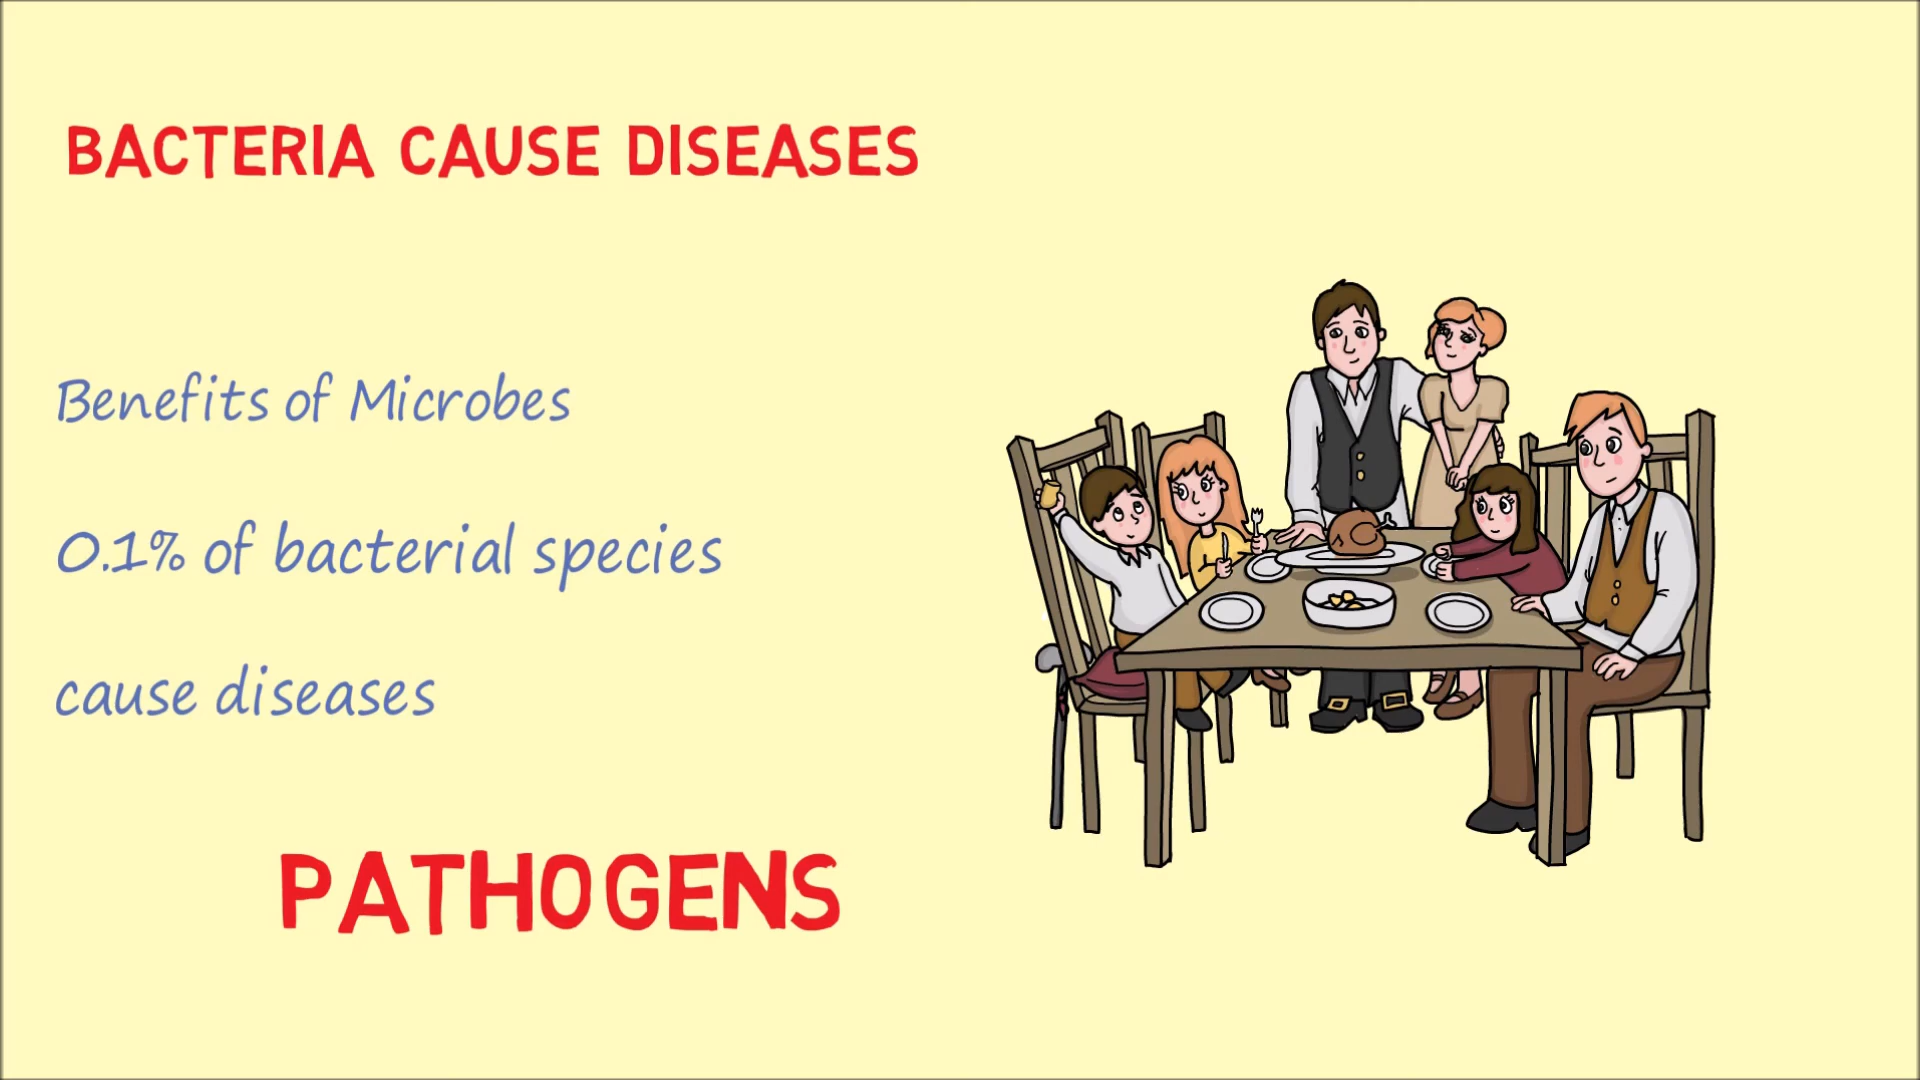 BACTERIA CAUSE DISEASES
Benefits of Microbes
0.1% of bacterial species
cause diseases
PATHOGENS